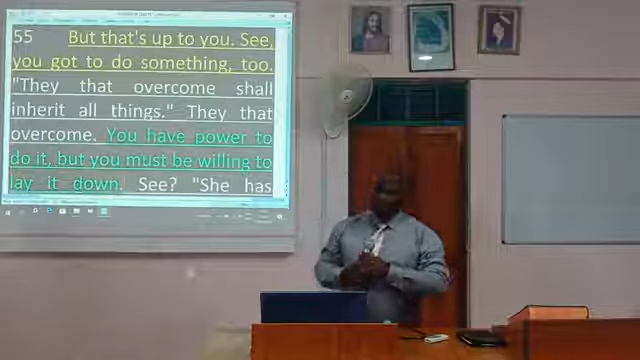 55 But that's up to you. See,
you got to do something, too.
"They that overcome shall
inherit all things." They that
overcome. You have power to
do it, but you must be willing to
lay it down. See? "She has